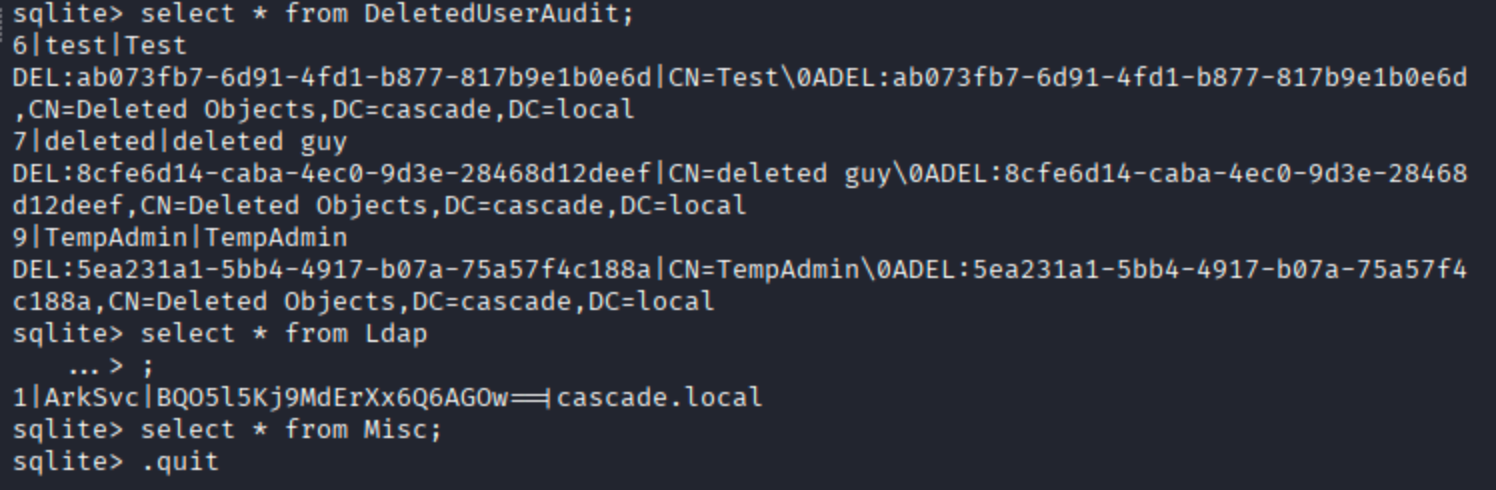 sqlite> select * from DeletedUserAudit;
6|test|Test
DEL:ab073fb7-6d91-4fd1-b877-817b9e1b0e6d|CN=Test\0ADEL:ab073fb7-6d91-4fd1-b877-817b9e1b0e6d
,CN=Deleted Objects,DC=cascade,DC=local
7|deleted|deleted guy
DEL:8cfe6d14-caba-4ec0-9d3e-28468d12deef|CN=deleted guy\0ADEL:8cfe6d14-caba-4ec0-9d3e-28468
d12deef,CN=Deleted Objects,DC=cascade,DC=local
9|TempAdmin|TempAdmin
DEL:5ea231a1-5bb4-4917-b07a-75a57f4c188a|CN=TempAdmin\0ADEL:5ea231a1-5bb4-4917-b07a-75a57f4
c188a,CN=Deleted Objects,DC=cascade,DC=local
sqlite> select * from Ldap
...> ;
1|ArkSvc|BQO5l5Kj9MdErXx6Q6AGOw==|cascade.local
sqlite> select * from Misc;
sqlite> .quit